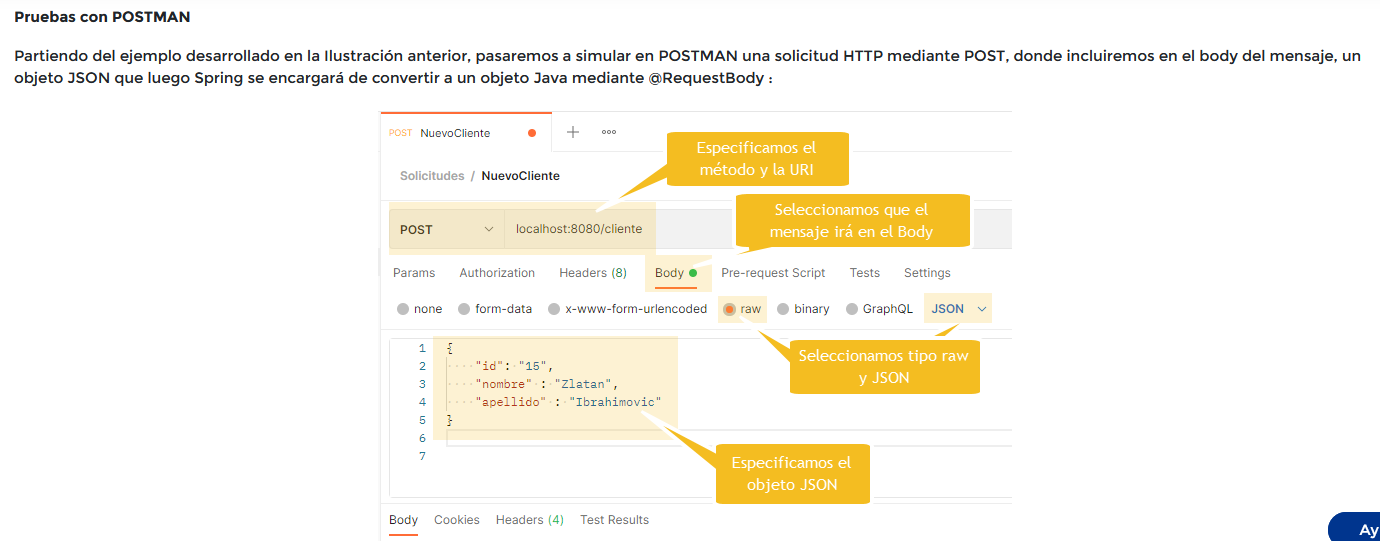 Pruebas con POSTMAN
Partiendo del ejemplo desarrollado en la Ilustración anterior, pasaremos a simular en POSTMAN una solicitud HTTP mediante POST, donde incluiremos en el body del mensaje, un
objeto JSON que luego Spring se encargará de convertir a un objeto Java mediante @RequestBody :
POST NuevoCliente
Especificamos el
método y la URI
Solicitudes / NuevoCliente
Seleccionamos que el
mensaje irá en el Body
POST localhost:8080/cliente
Params Authorization Headers (8) Body Pre-request Script Tests Settings
none form-data x-www-form-urlencoded raw binary GraphQL JSON
Seleccionamos tipo raw
y JSON
1 {
2 ····"id":·"15",
3 ····"nombre"·:·"Zlatan",
4 ····"apellido"·:·"Ibrahimovic"
5 }
6
7
Especificamos el
objeto JSON
Body Cookies Headers (4) Test Results
Ay